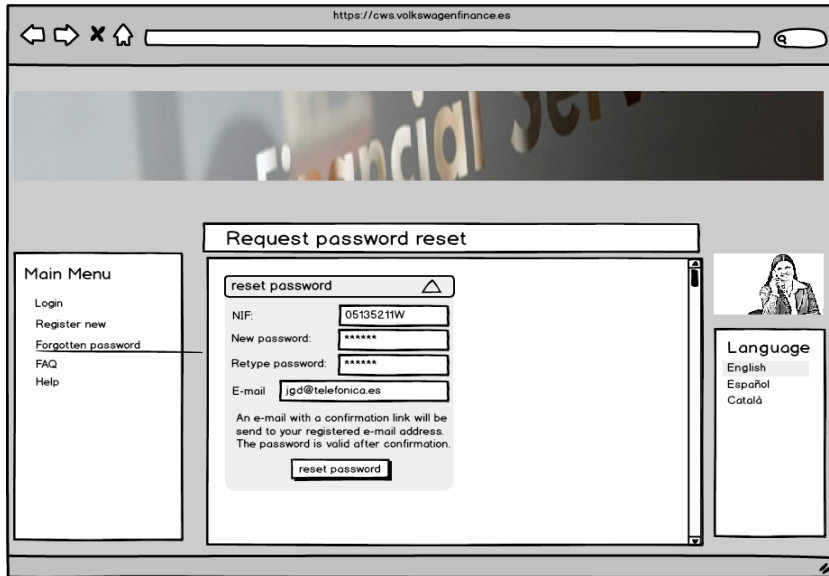 https://cws.volkswagenfinance.es
Financial Serv
Request password reset
Main Menu
Login
Register new
Forgotten password
FAQ
Help
reset password
NIF:
05135211W
New password:
******
Retype password:
******
E-mail
jgd@telefonica.es
An e-mail with a confirmation link will be
send to your registered e-mail address.
The password is valid after confirmation.
reset password
Language
English
Español
Català